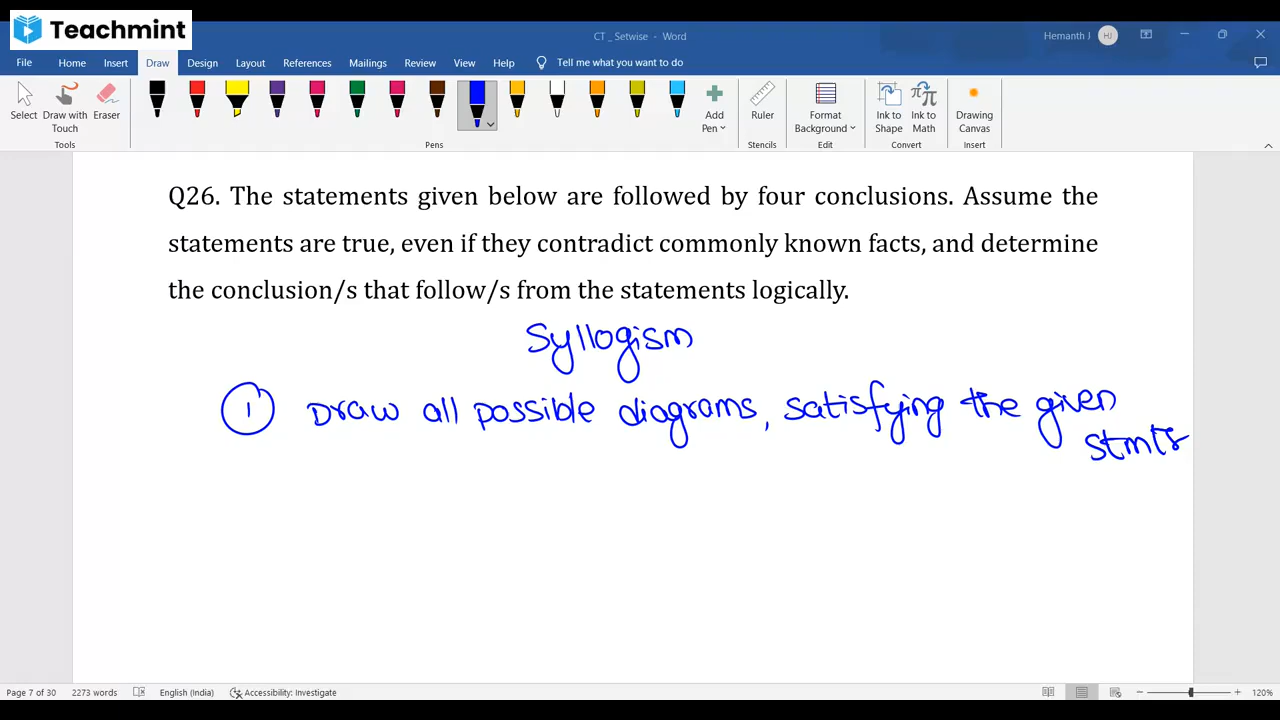 Teachmint
CT _ Setwise - Word
Hemanth J
HJ
File Home Insert Draw Design Layout References Mailings Review View Help Tell me what you want to do
Select Draw with Touch Eraser
Add Pen Ruler Format Background Ink to Shape Ink to Math Drawing Canvas
Tools Pens Stencils Edit Convert Insert
Q26. The statements given below are followed by four conclusions. Assume the
statements are true, even if they contradict commonly known facts, and determine
the conclusion/s that follow/s from the statements logically.
Syllogism
1 Draw all possible diagrams, satisfying the given
stmts
Page 7 of 30 2273 words English (India) Accessibility: Investigate 120%